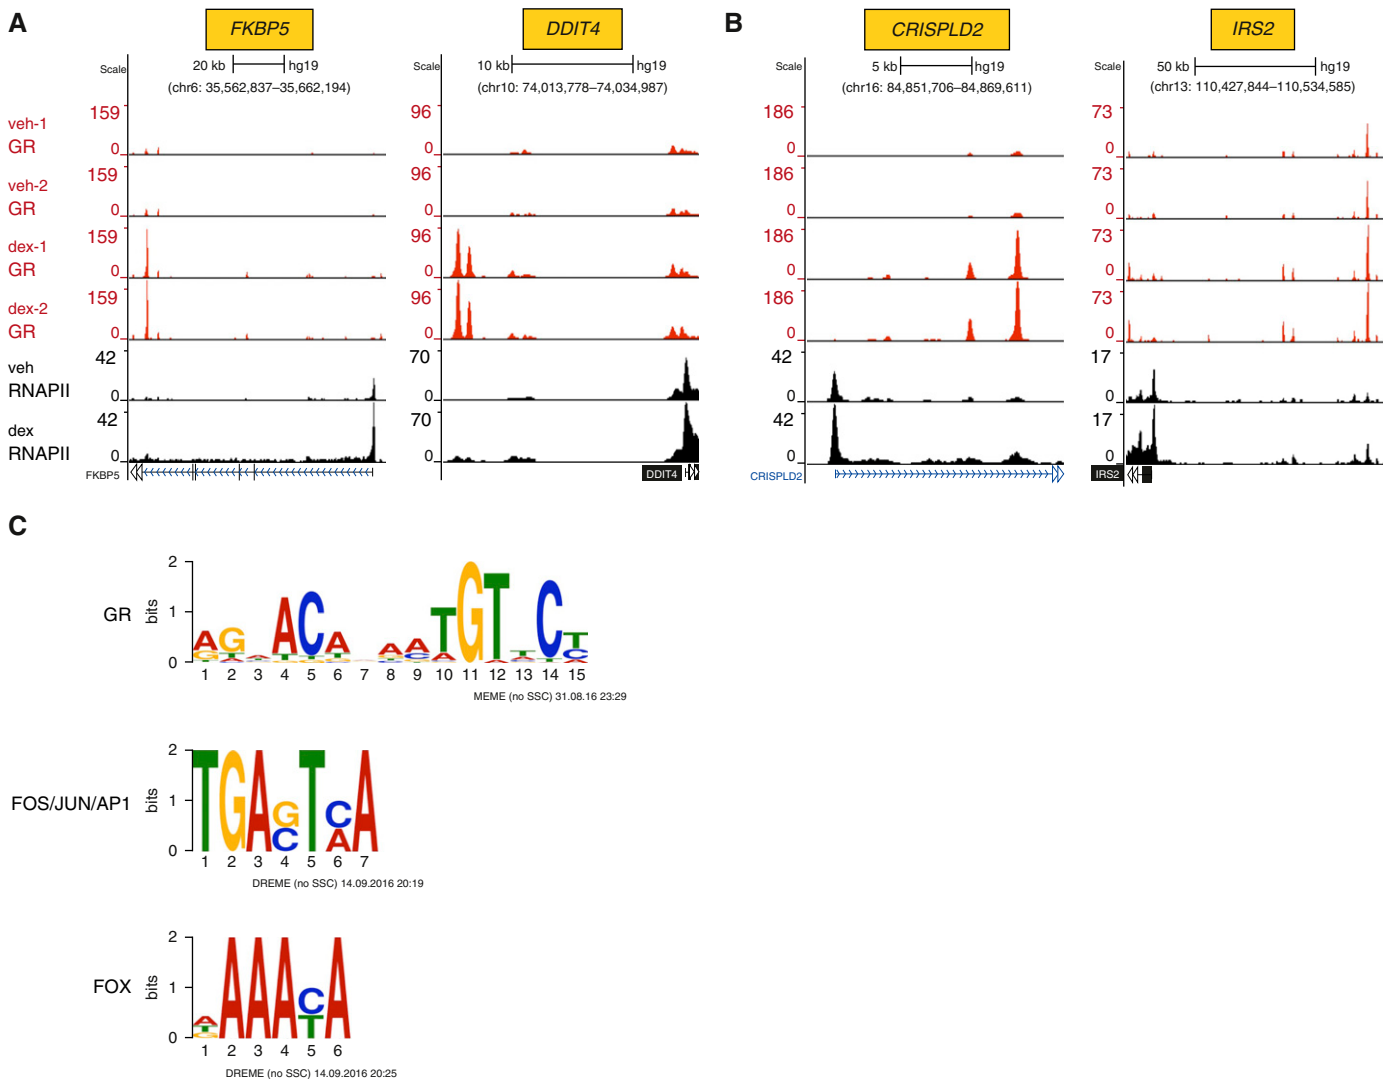 A
FKBP5
DDIT4
B
CRISPLD2
IRS2
Scale 20 kb hg19
(chr6: 35,562,837–35,662,194)
Scale 10 kb hg19
(chr10: 74,013,778–74,034,987)
Scale 5 kb hg19
(chr16: 84,851,706–84,869,611)
Scale 50 kb hg19
(chr13: 110,427,844–110,534,585)
veh-1
GR
159
0
96
0
186
0
73
0
veh-2
GR
159
0
96
0
186
0
73
0
dex-1
GR
159
0
96
0
186
0
73
0
dex-2
GR
159
0
96
0
186
0
73
0
veh
RNAPII
42
0
70
0
42
0
17
0
dex
RNAPII
42
0
70
0
42
0
17
0
FKBP5
DDIT4
CRISPLD2
IRS2
C
GR
bits
2
1
0
1 2 3 4 5 6 7 8 9 10 11 12 13 14 15
MEME (no SSC) 31.08.16 23:29
FOS/JUN/AP1
bits
2
1
0
1 2 3 4 5 6 7
DREME (no SSC) 14.09.2016 20:19
FOX
bits
2
1
0
1 2 3 4 5 6
DREME (no SSC) 14.09.2016 20:25